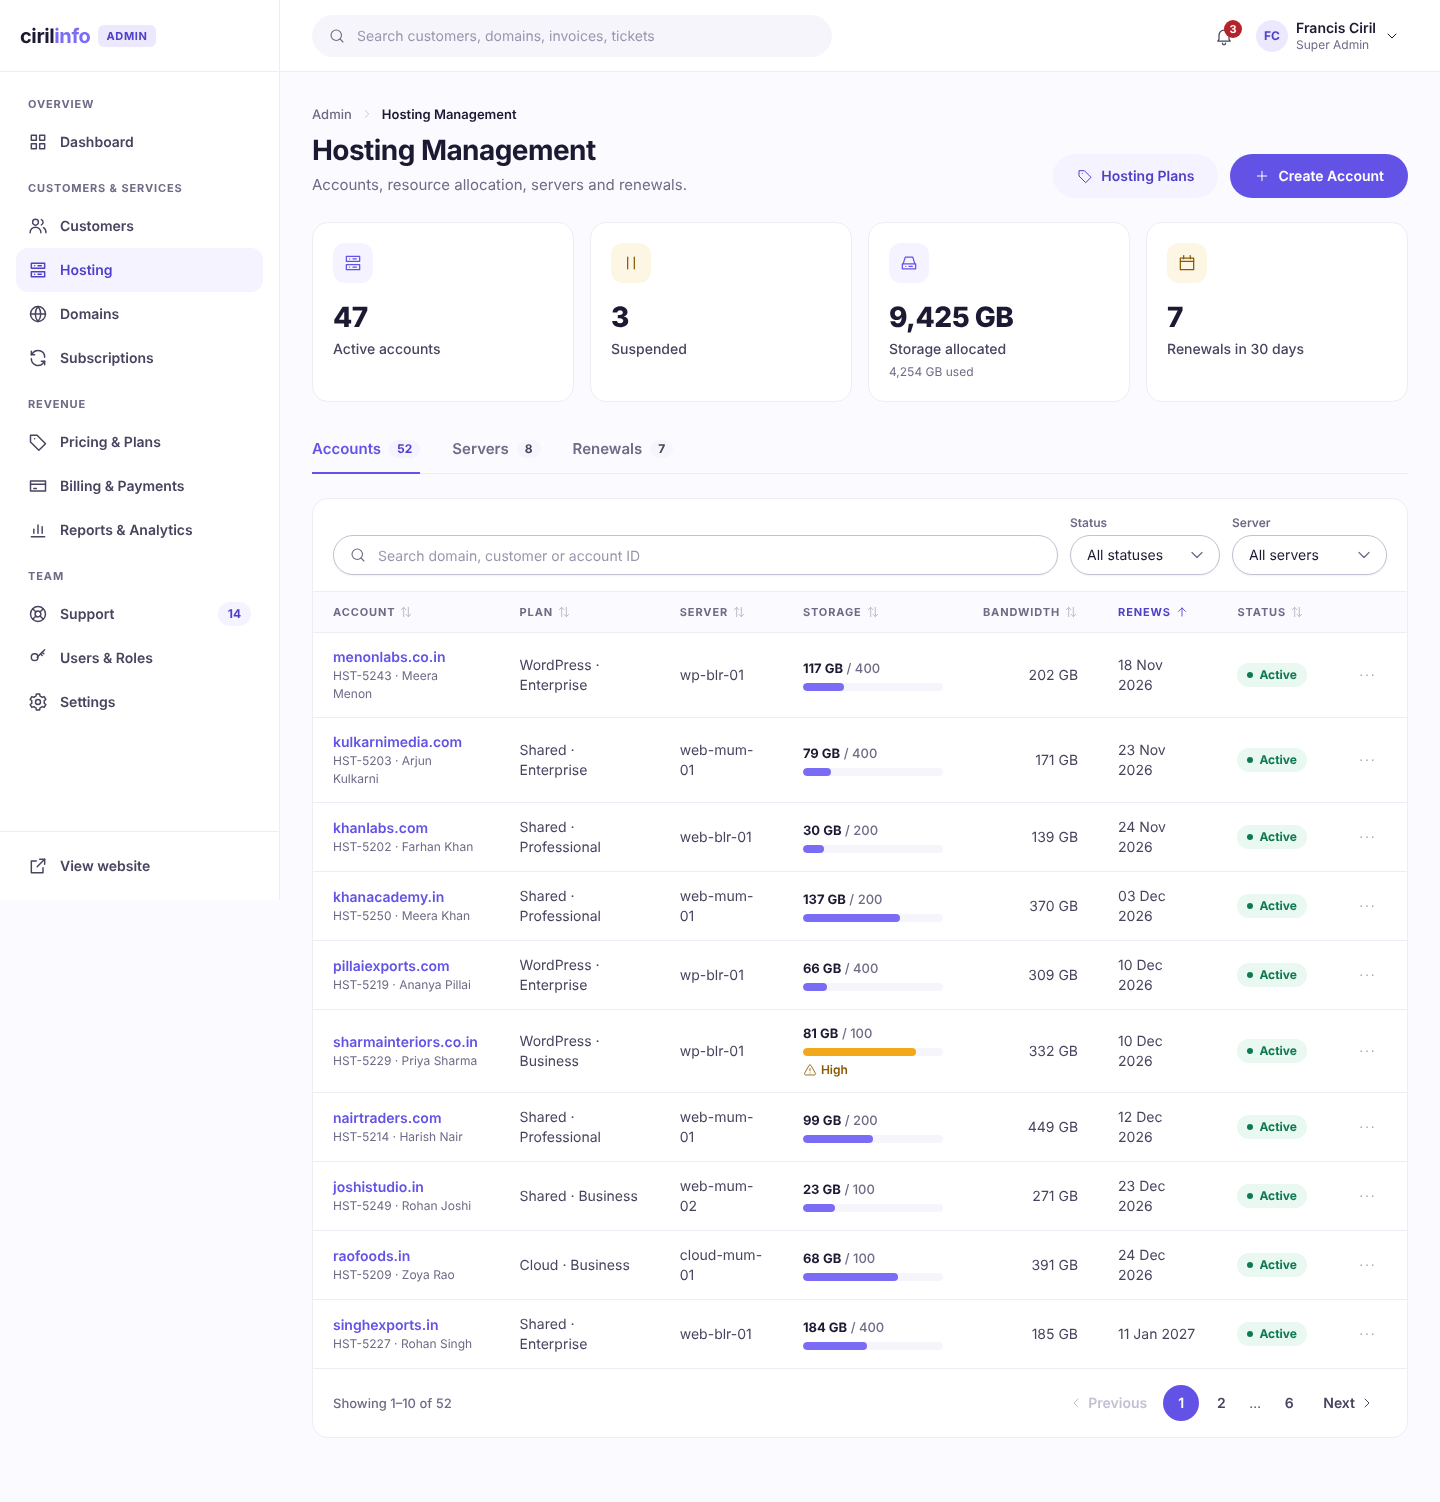 cirilinfo ADMIN
Search customers, domains, invoices, tickets
3
FC
Francis Ciril
Super Admin
OVERVIEW
Dashboard
CUSTOMERS & SERVICES
Customers
Hosting
Domains
Subscriptions
REVENUE
Pricing & Plans
Billing & Payments
Reports & Analytics
TEAM
Support 14
Users & Roles
Settings
View website
Admin Hosting Management
Hosting Management
Accounts, resource allocation, servers and renewals.
Hosting Plans
Create Account
47
Active accounts
3
Suspended
9,425 GB
Storage allocated
4,254 GB used
7
Renewals in 30 days
Accounts 52 Servers 8 Renewals 7
Status
Server
Search domain, customer or account ID
All statuses
All servers
ACCOUNT PLAN SERVER STORAGE BANDWIDTH RENEWS STATUS
menonlabs.co.in
HST-5243 · Meera
Menon
WordPress ·
Enterprise
wp-blr-01
117 GB / 400
202 GB
18 Nov
2026
Active
kulkarnimedia.com
HST-5203 · Arjun
Kulkarni
Shared ·
Enterprise
web-mum-
01
79 GB / 400
171 GB
23 Nov
2026
Active
khanlabs.com
HST-5202 · Farhan Khan
Shared ·
Professional
web-blr-01
30 GB / 200
139 GB
24 Nov
2026
Active
khanacademy.in
HST-5250 · Meera Khan
Shared ·
Professional
web-mum-
01
137 GB / 200
370 GB
03 Dec
2026
Active
pillaiexports.com
HST-5219 · Ananya Pillai
WordPress ·
Enterprise
wp-blr-01
66 GB / 400
309 GB
10 Dec
2026
Active
sharmainteriors.co.in
HST-5229 · Priya Sharma
WordPress ·
Business
wp-blr-01
81 GB / 100
High
332 GB
10 Dec
2026
Active
nairtraders.com
HST-5214 · Harish Nair
Shared ·
Professional
web-mum-
01
99 GB / 200
449 GB
12 Dec
2026
Active
joshistudio.in
HST-5249 · Rohan Joshi
Shared · Business
web-mum-
02
23 GB / 100
271 GB
23 Dec
2026
Active
raofoods.in
HST-5209 · Zoya Rao
Cloud · Business
cloud-mum-
01
68 GB / 100
391 GB
24 Dec
2026
Active
singhexports.in
HST-5227 · Rohan Singh
Shared ·
Enterprise
web-blr-01
184 GB / 400
185 GB
11 Jan 2027
Active
Showing 1–10 of 52
Previous 1 2 … 6 Next